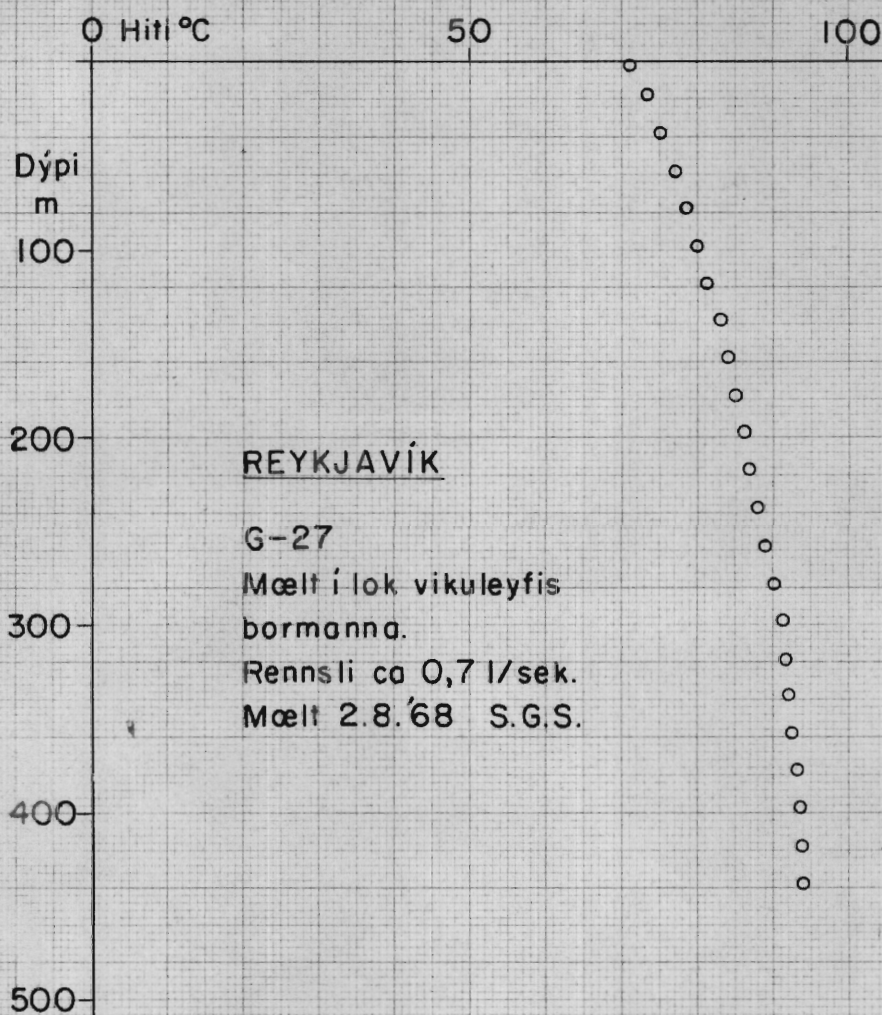 0 Hiti °C 50 100
Dýpi
m
100
200
REYKJAVÍK
G-27
Mælt í lok vikuleyfis
bormanna.
300
Rennsli ca 0,7 l/sek.
Mælt 2.8.'68 S.G.S.
400
500